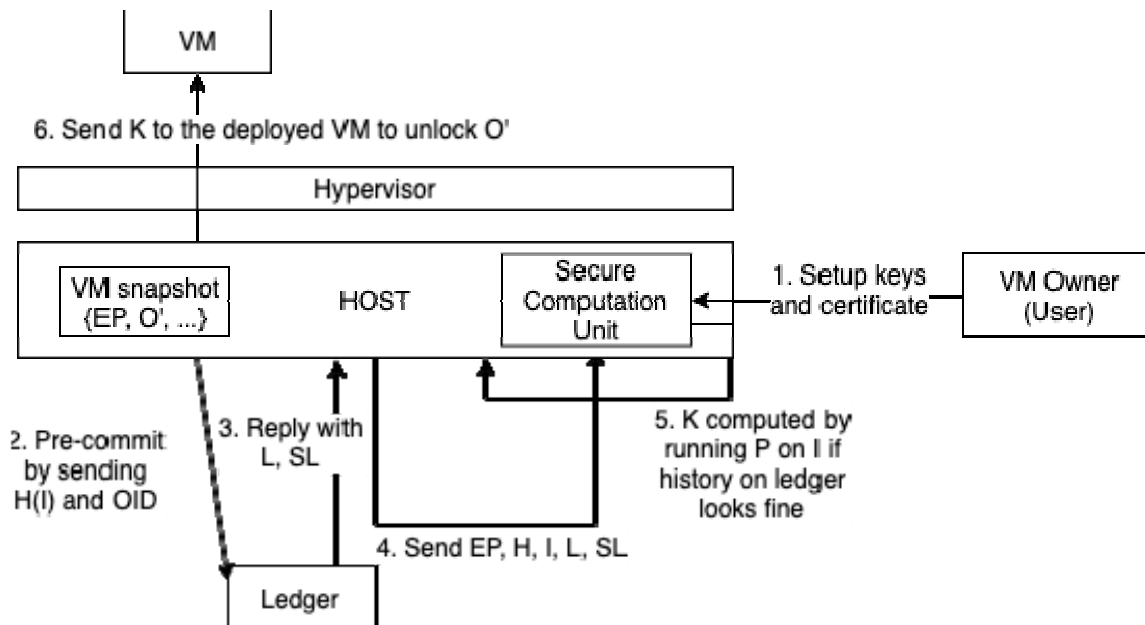 VM
6. Send K to the deployed VM to unlock O'
Hypervisor
VM snapshot
{EP, O', ...}
HOST
Secure
Computation
Unit
1. Setup keys
and certificate
VM Owner
(User)
2. Pre-commit
by sending
H(I) and OID
3. Reply with
L, SL
5. K computed by
running P on I if
history on ledger
looks fine
4. Send EP, H, I, L, SL
Ledger